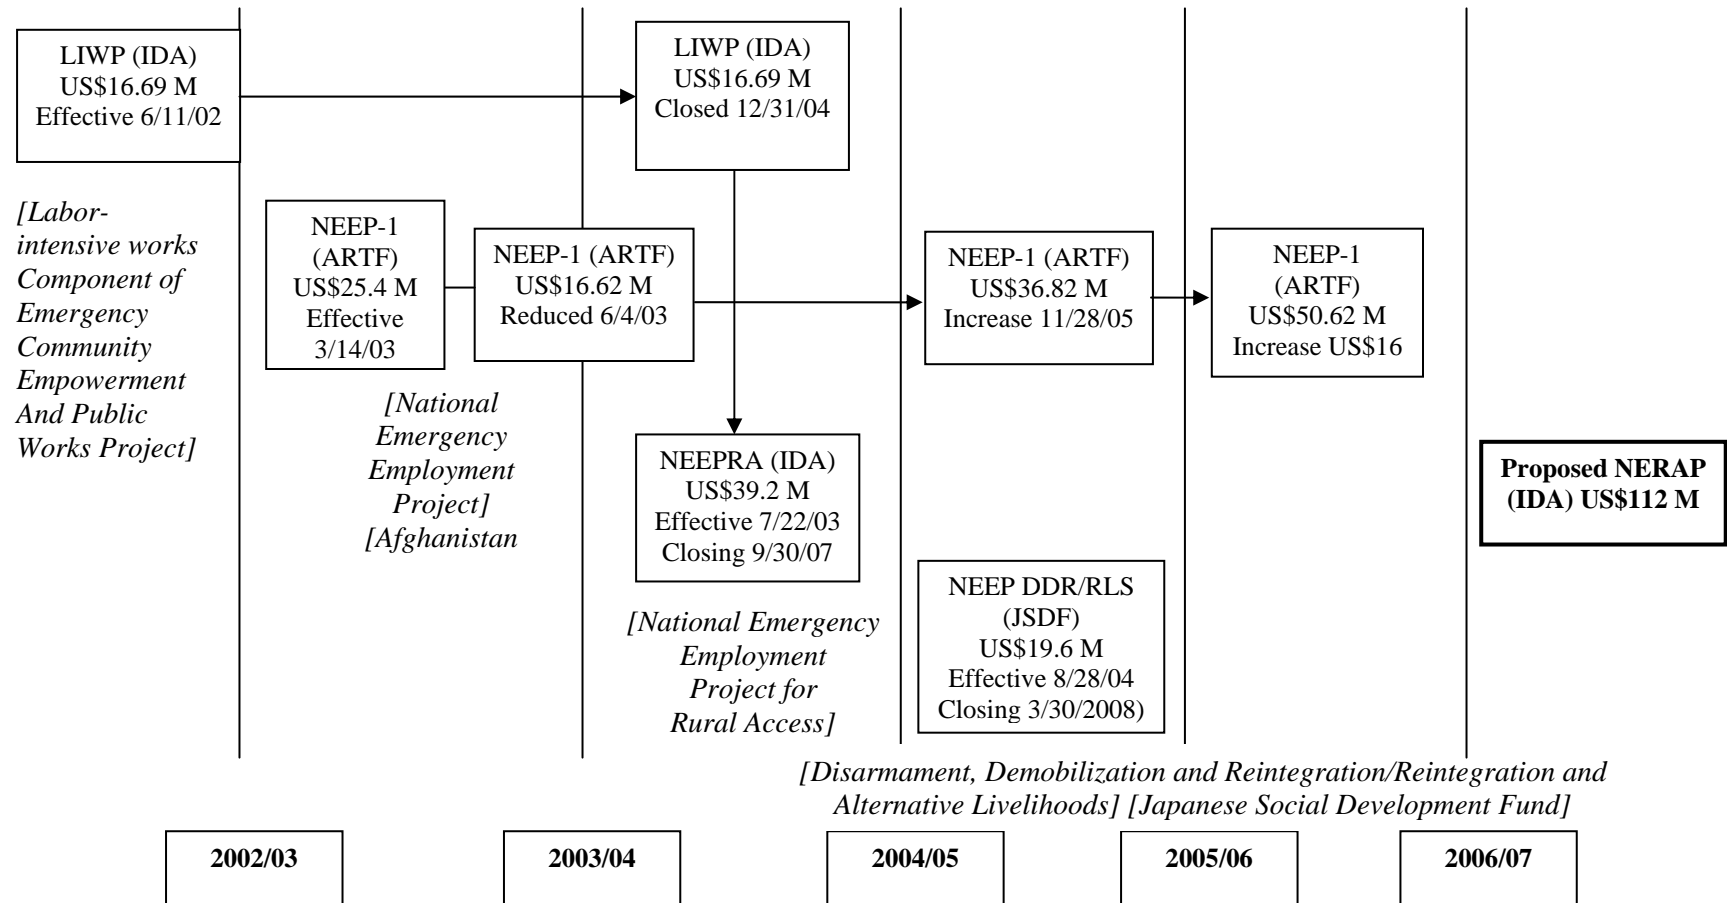 LIWP (IDA)
US$16.69 M
Effective 6/11/02
LIWP (IDA)
US$16.69 M
Closed 12/31/04
[Labor-
intensive works
Component of
Emergency
Community
Empowerment
And Public
Works Project]
NEEP-1
(ARTF)
US$25.4 M
Effective
3/14/03
NEEP-1 (ARTF)
US$16.62 M
Reduced 6/4/03
NEEP-1 (ARTF)
US$36.82 M
Increase 11/28/05
NEEP-1
(ARTF)
US$50.62 M
Increase US$16
[National
Emergency
Employment
Project]
[Afghanistan
NEEPRA (IDA)
US$39.2 M
Effective 7/22/03
Closing 9/30/07
Proposed NERAP
(IDA) US$112 M
[National Emergency
Employment
Project for
Rural Access]
NEEP DDR/RLS
(JSDF)
US$19.6 M
Effective 8/28/04
Closing 3/30/2008)
[Disarmament, Demobilization and Reintegration/Reintegration and
Alternative Livelihoods] [Japanese Social Development Fund]
2002/03
2003/04
2004/05
2005/06
2006/07